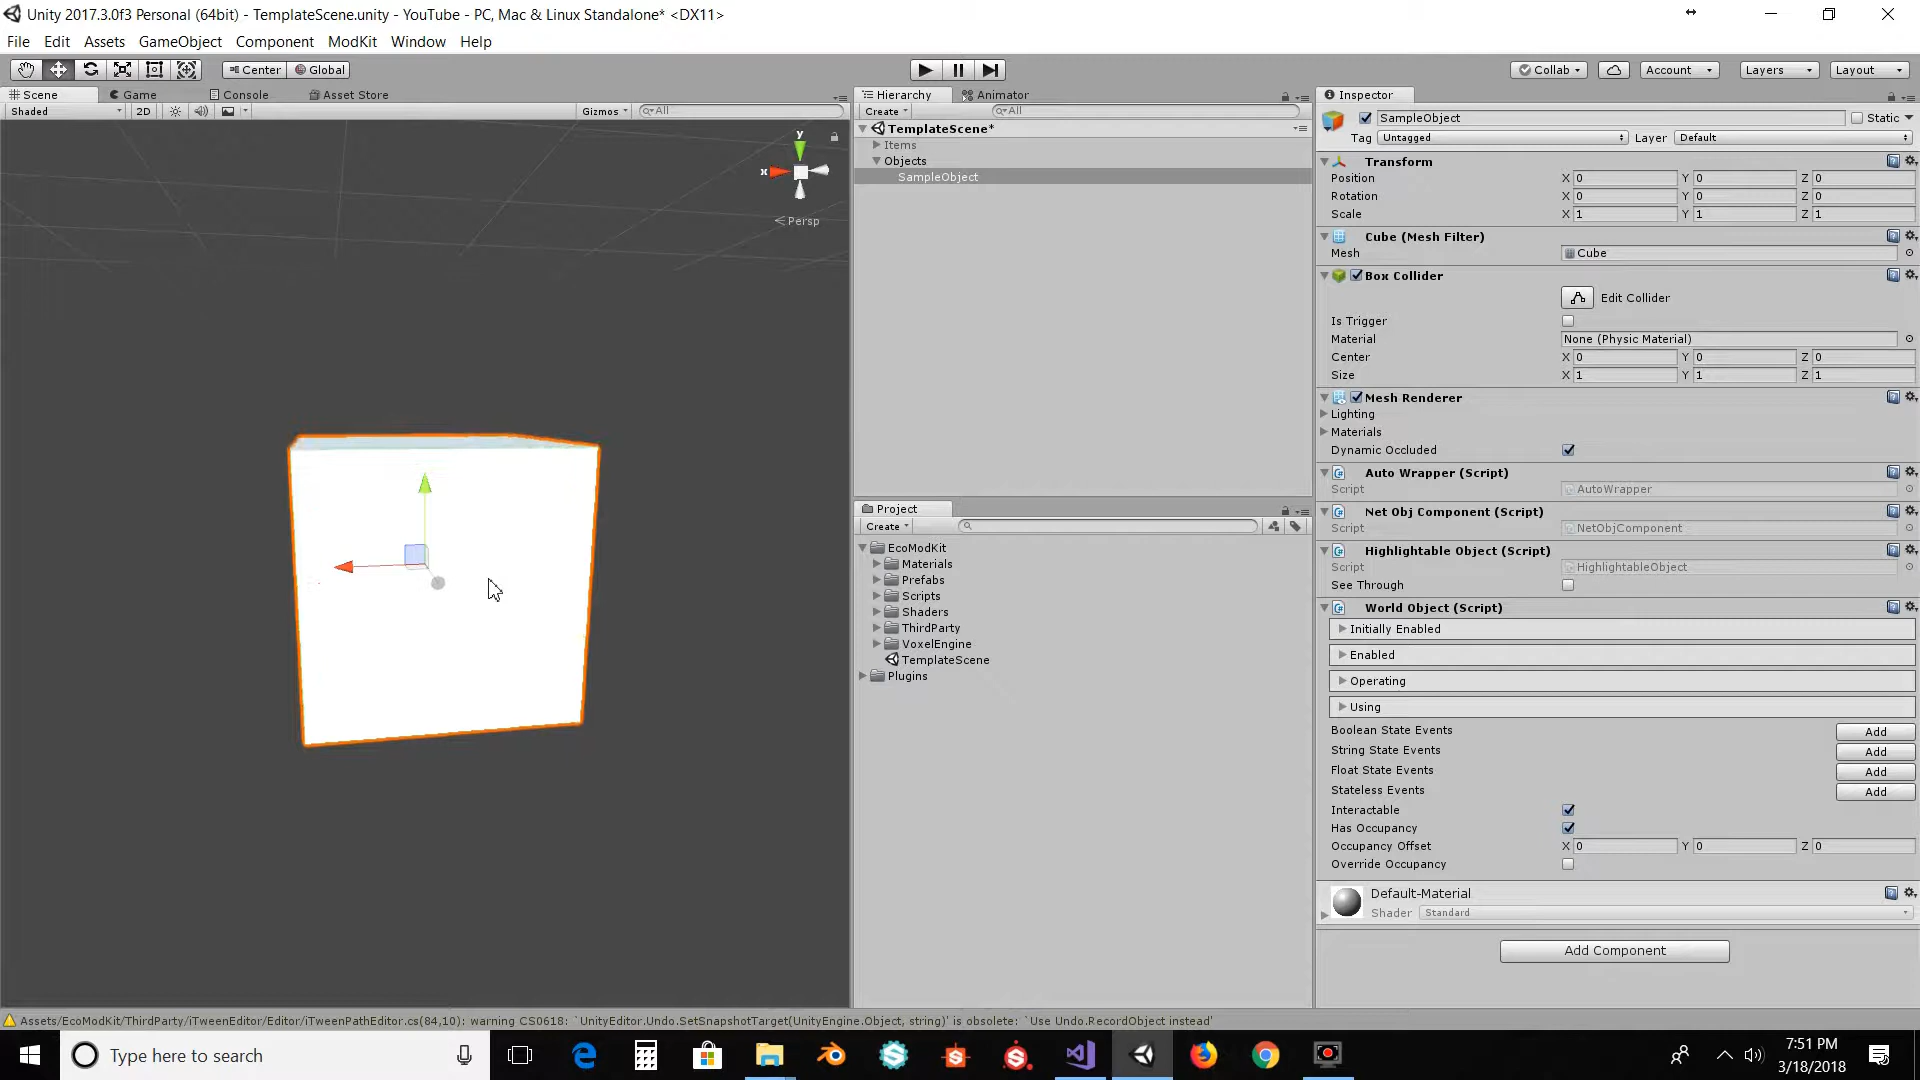 Unity 2017.3.0f3 Personal (64bit) - TemplateScene.unity - YouTube - PC, Mac & Linux Standalone* <DX11>
File Edit Assets GameObject Component ModKit Window Help
Center Global Collab Account Layers Layout
Scene Game Console Asset Store
Shaded 2D Gizmos All
y
x
Persp
Hierarchy Animator
Create All
TemplateScene*
Items
Objects
SampleObject
Project
Create
EcoModKit
Materials
Prefabs
Scripts
Shaders
ThirdParty
VoxelEngine
TemplateScene
Plugins
Inspector
SampleObject Static
Tag Untagged Layer Default
Transform
Position X 0 Y 0 Z 0
Rotation X 0 Y 0 Z 0
Scale X 1 Y 1 Z 1
Cube (Mesh Filter)
Mesh Cube
Box Collider
Edit Collider
Is Trigger
Material None (Physic Material)
Center X 0 Y 0 Z 0
Size X 1 Y 1 Z 1
Mesh Renderer
Lighting
Materials
Dynamic Occluded
Auto Wrapper (Script)
Script AutoWrapper
Net Obj Component (Script)
Script NetObjComponent
Highlightable Object (Script)
Script HighlightableObject
See Through
World Object (Script)
Initially Enabled
Enabled
Operating
Using
Boolean State Events Add
String State Events Add
Float State Events Add
Stateless Events Add
Interactable
Has Occupancy
Occupancy Offset X 0 Y 0 Z 0
Override Occupancy
Default-Material
Shader Standard
Add Component
Assets/EcoModKit/ThirdParty/iTweenEditor/Editor/iTweenPathEditor.cs(84,10): warning CS0618: `UnityEditor.Undo.SetSnapshotTarget(UnityEngine.Object, string)' is obsolete: `Use Undo.RecordObject instead'
Type here to search
7:51 PM
3/18/2018